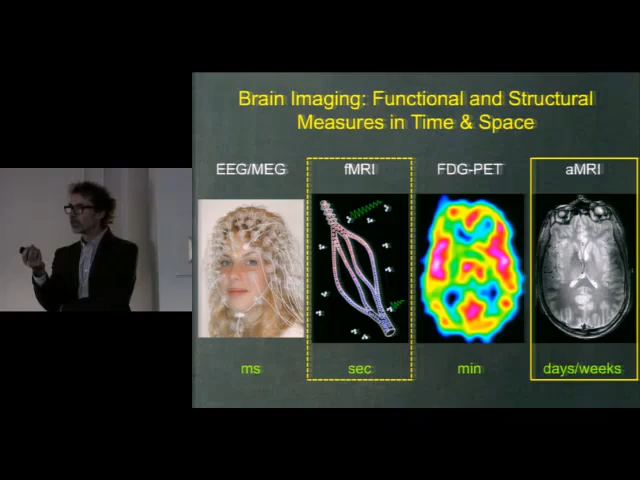 Brain Imaging: Functional and Structural
Measures in Time & Space
EEG/MEG
fMRI
FDG-PET
aMRI
ms
sec
min
days/weeks